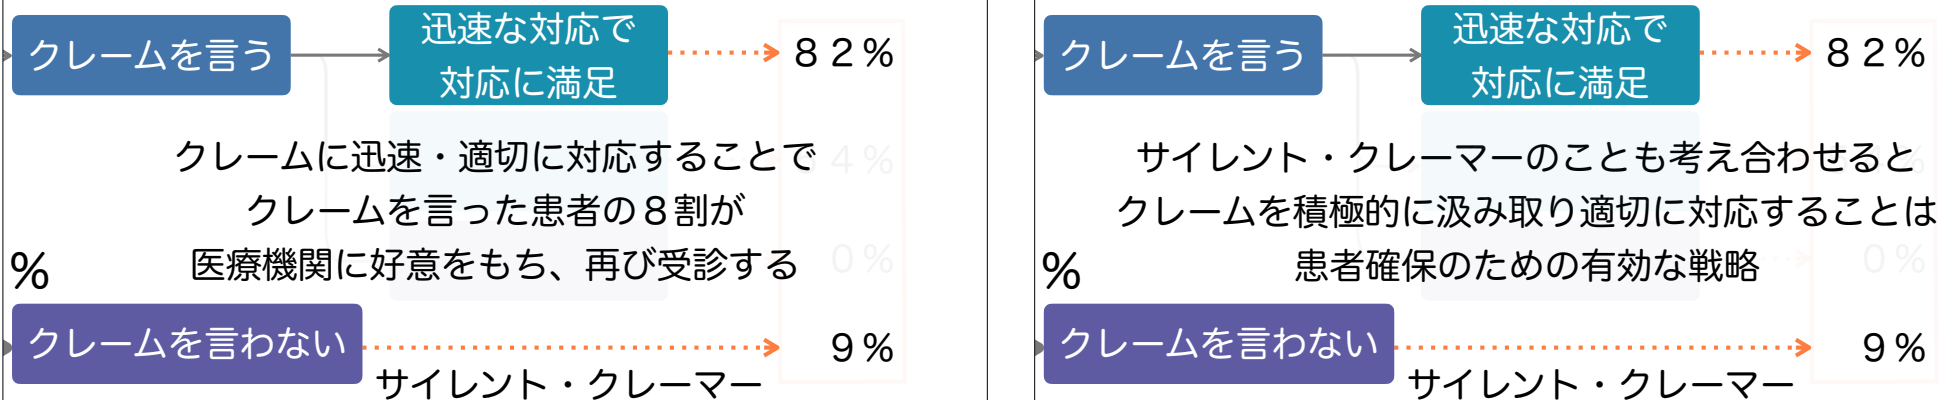 クレームを言う
迅速な対応で
対応に満足
８２%
クレームに迅速・適切に対応することで
４%
クレームを言った患者の８割が
医療機関に好意をもち、再び受診する
０%
%
クレームを言わない
９%
サイレント・クレーマー
クレームを言う
迅速な対応で
対応に満足
８２%
サイレント・クレーマーのことも考え合わせると
クレームを積極的に汲み取り適切に対応することは
患者確保のための有効な戦略
０%
%
クレームを言わない
９%
サイレント・クレーマー